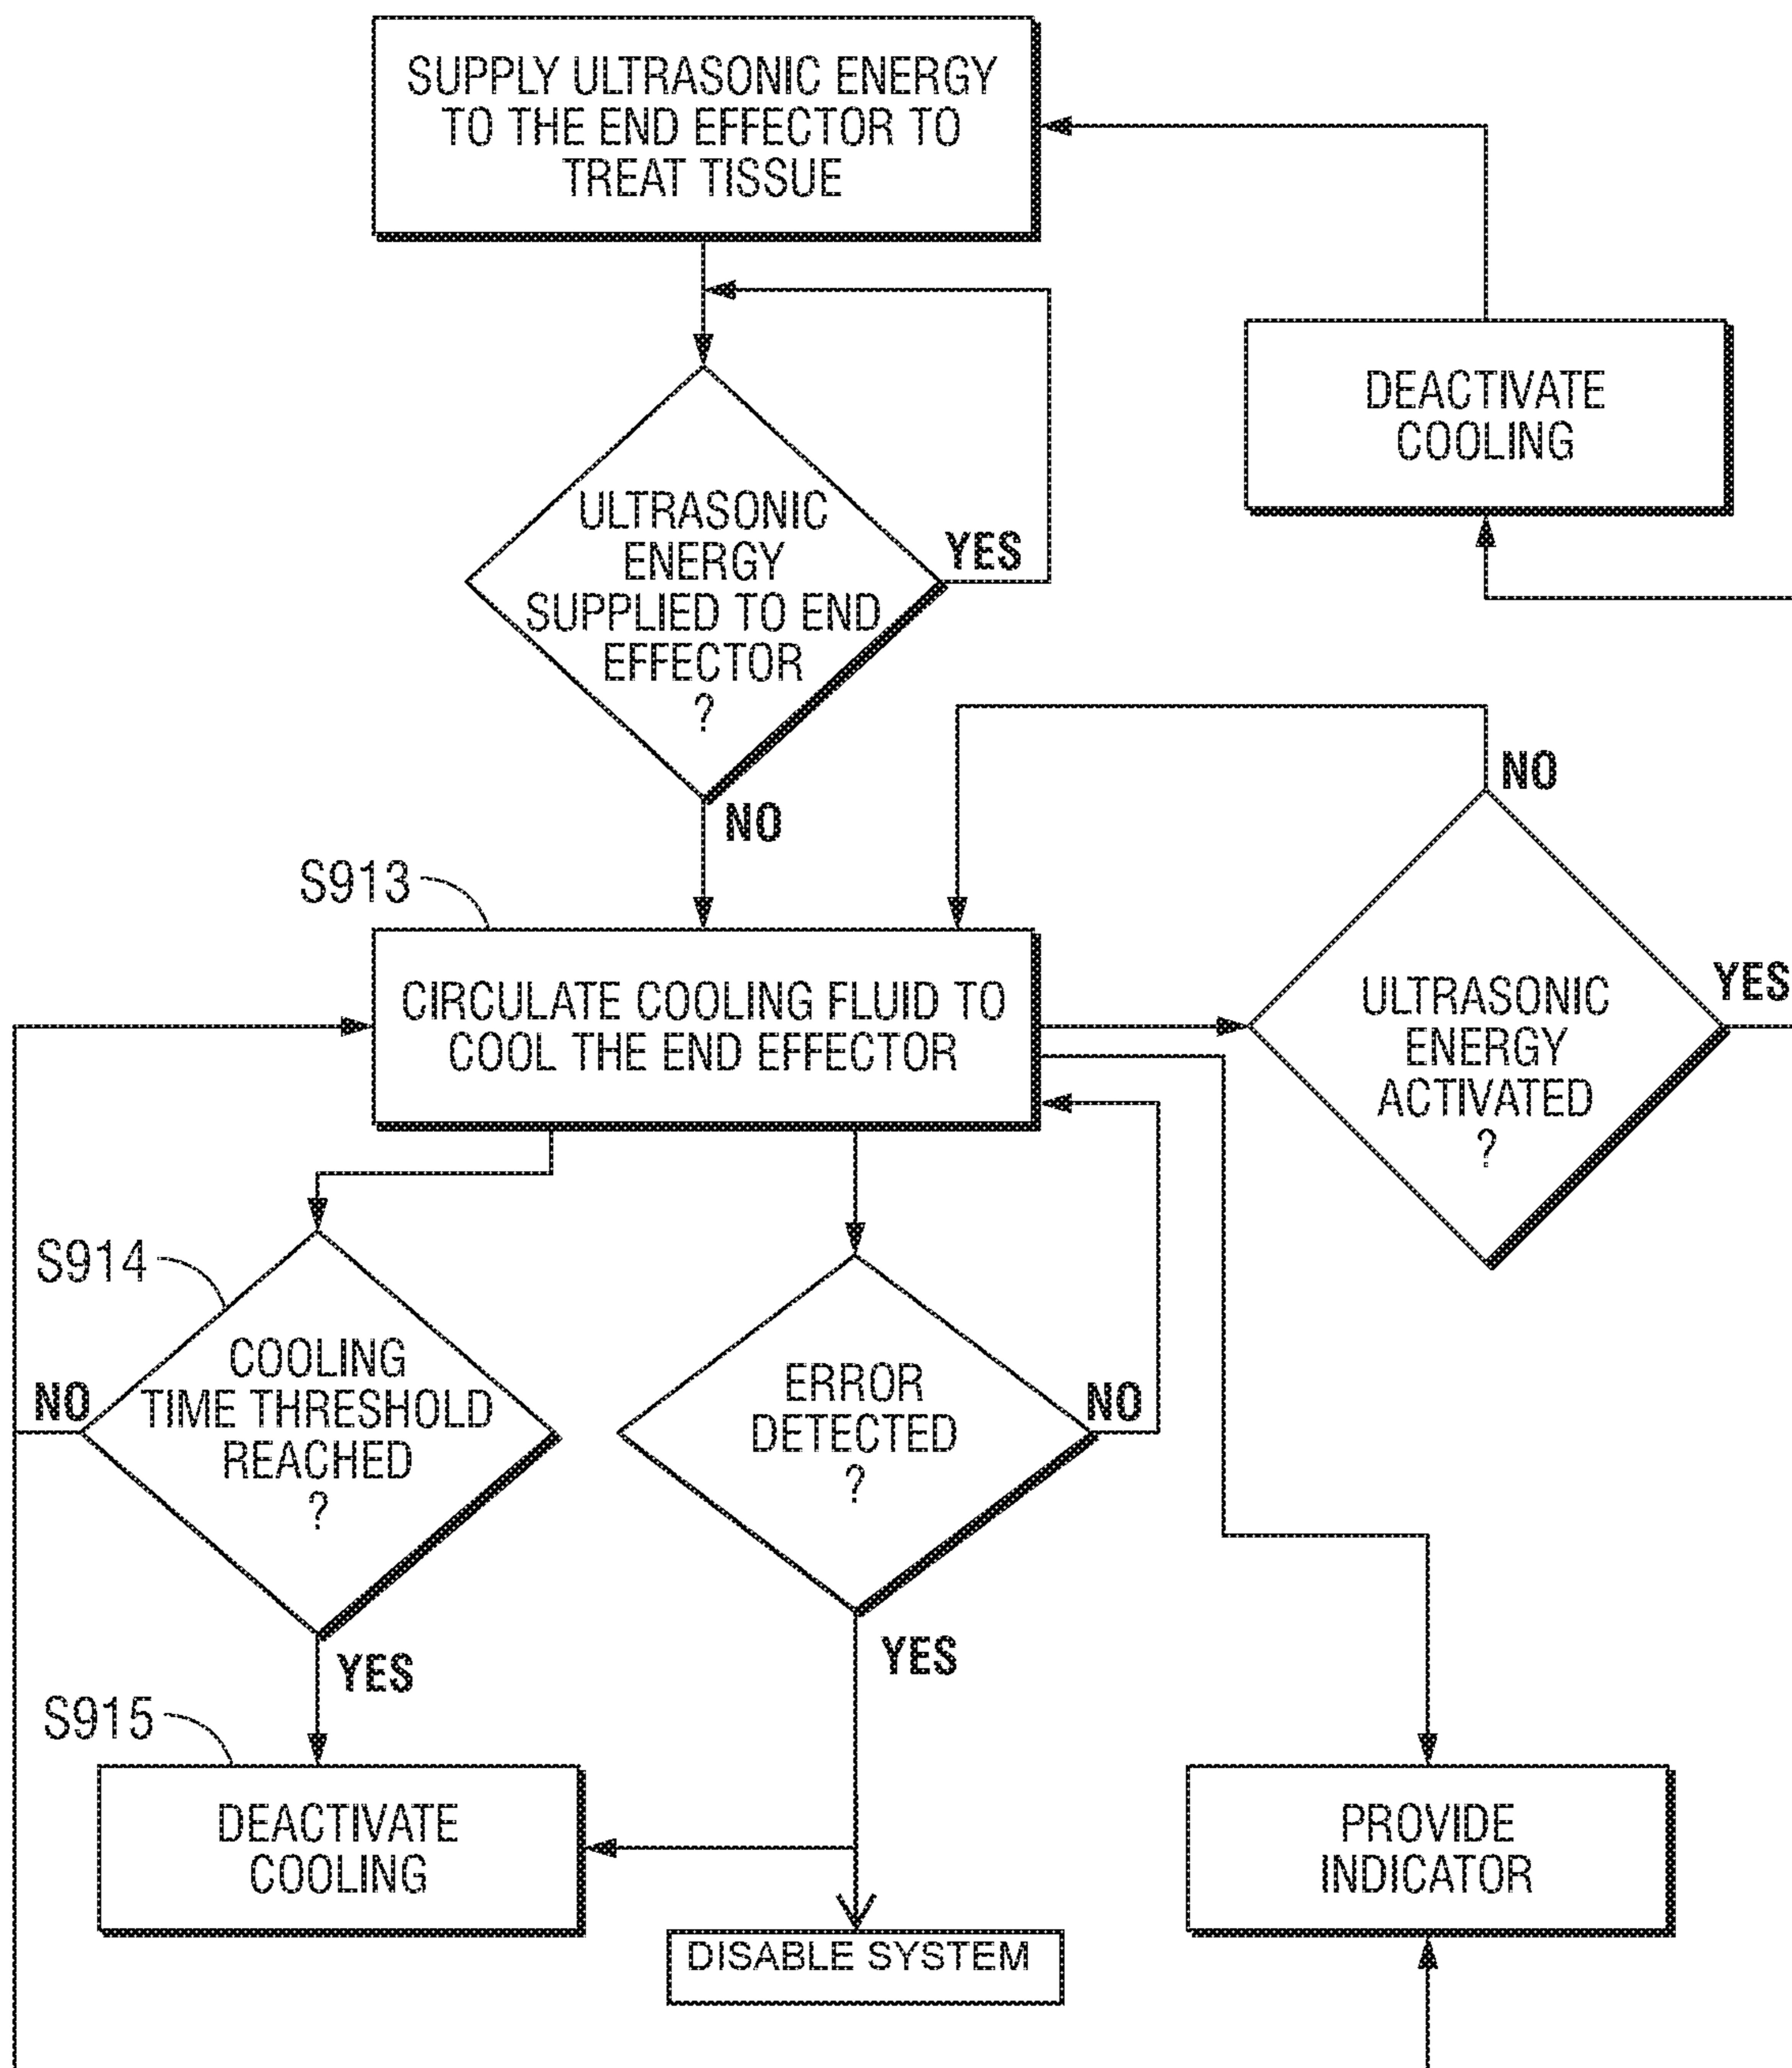 SUPPLY ULTRASONIC ENERGY
TO THE END EFFECTOR TO
TREAT TISSUE
DEACTIVATE
COOLING
ULTRASONIC
ENERGY
SUPPLIED TO END
EFFECTOR
?
YES
NO
NO
S913
CIRCULATE COOLING FLUID TO
COOL THE END EFFECTOR
ULTRASONIC
ENERGY
ACTIVATED
?
YES
S914
COOLING
TIME THRESHOLD
REACHED
?
NO
YES
ERROR
DETECTED
?
NO
YES
S915
DEACTIVATE
COOLING
DISABLE SYSTEM
PROVIDE
INDICATOR